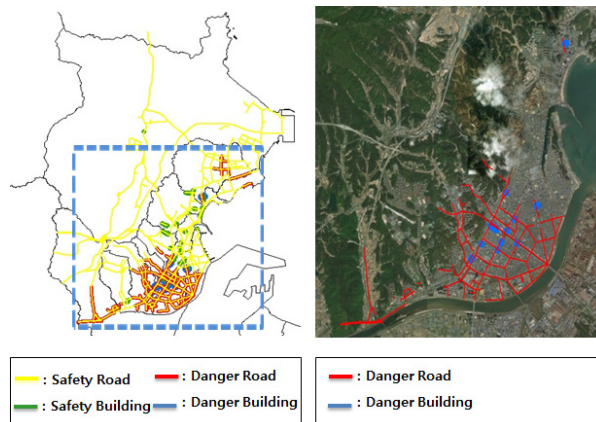 : Safety Road
: Danger Road
: Safety Building
: Danger Building
: Danger Road
: Danger Building